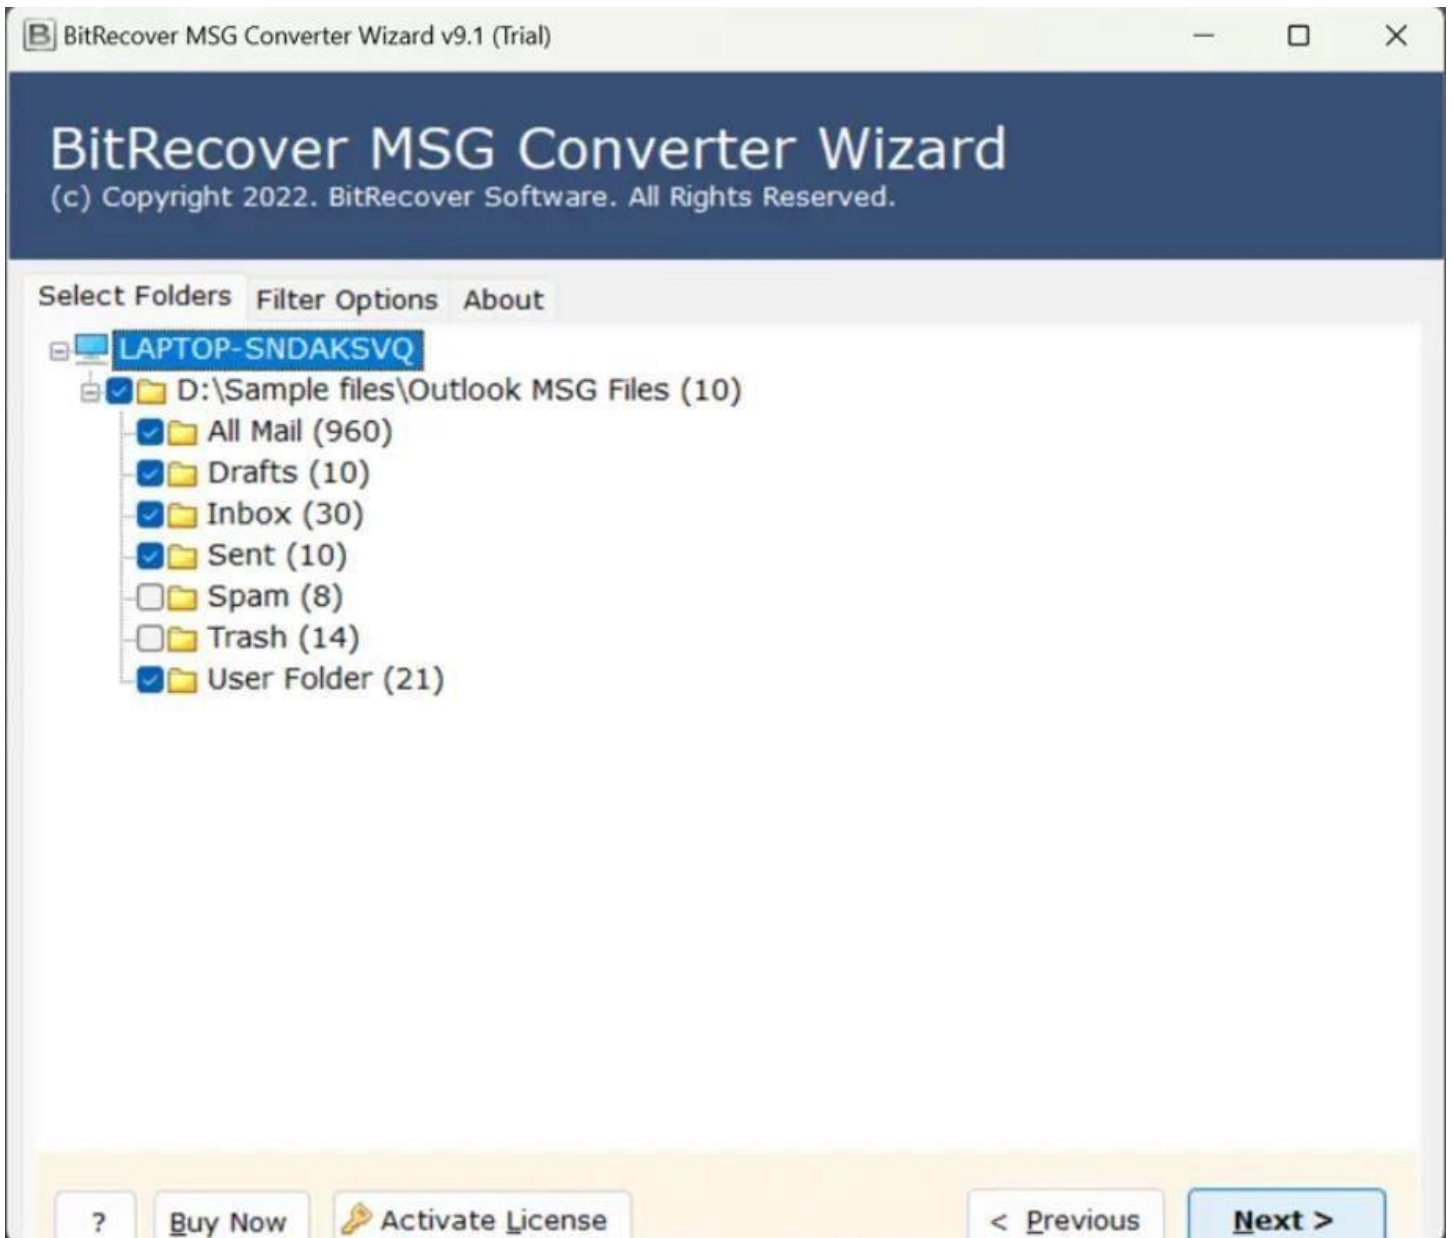 BitRecover MSG Converter Wizard v9.1 (Trial)
BitRecover MSG Converter Wizard
(c) Copyright 2022. BitRecover Software. All Rights Reserved.
Select Folders Filter Options About
LAPTOP-SNDAKSVQ
D:\Sample files\Outlook MSG Files (10)
All Mail (960)
Drafts (10)
Inbox (30)
Sent (10)
Spam (8)
Trash (14)
User Folder (21)
? Buy Now Activate License < Previous Next >